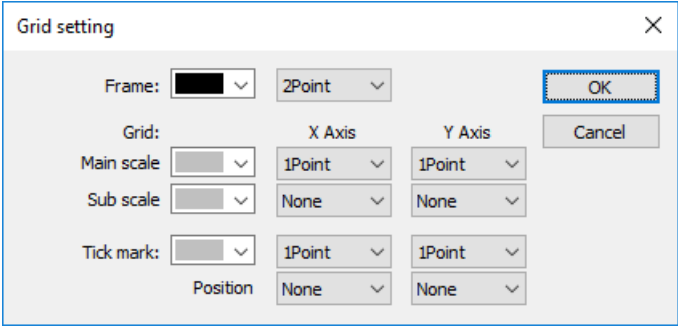 Grid setting
Frame: 2Point OK
Grid: X Axis Y Axis Cancel
Main scale 1Point 1Point
Sub scale None None
Tick mark: 1Point 1Point
Position None None